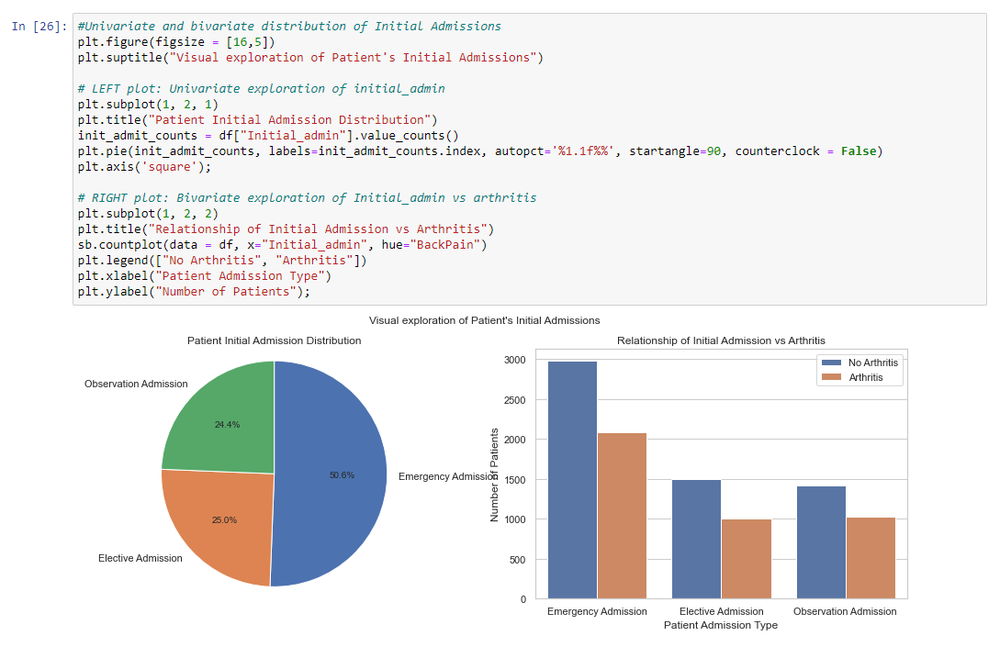 In [26]:
#Univariate and bivariate distribution of Initial Admissions
plt.figure(figsize = [16,5])
plt.suptitle("Visual exploration of Patient's Initial Admissions")
# LEFT plot: Univariate exploration of initial_admin
plt.subplot(1, 2, 1)
plt.title("Patient Initial Admission Distribution")
init_admit_counts = df["Initial_admin"].value_counts()
plt.pie(init_admit_counts, labels=init_admit_counts.index, autopct='%1.1f%%', startangle=90, counterclock = False)
plt.axis('square');
# RIGHT plot: Bivariate exploration of Initial_admin vs arthritis
plt.subplot(1, 2, 2)
plt.title("Relationship of Initial Admission vs Arthritis")
sb.countplot(data = df, x="Initial_admin", hue="BackPain")
plt.legend(["No Arthritis", "Arthritis"])
plt.xlabel("Patient Admission Type")
plt.ylabel("Number of Patients");
Visual exploration of Patient's Initial Admissions
Patient Initial Admission Distribution
Observation Admission
24.4%
50.6%
Emergency Admission
25.0%
Elective Admission
Relationship of Initial Admission vs Arthritis
No Arthritis
Arthritis
3000
2500
2000
1500
1000
500
0
Number of Patients
Emergency Admission
Elective Admission
Observation Admission
Patient Admission Type